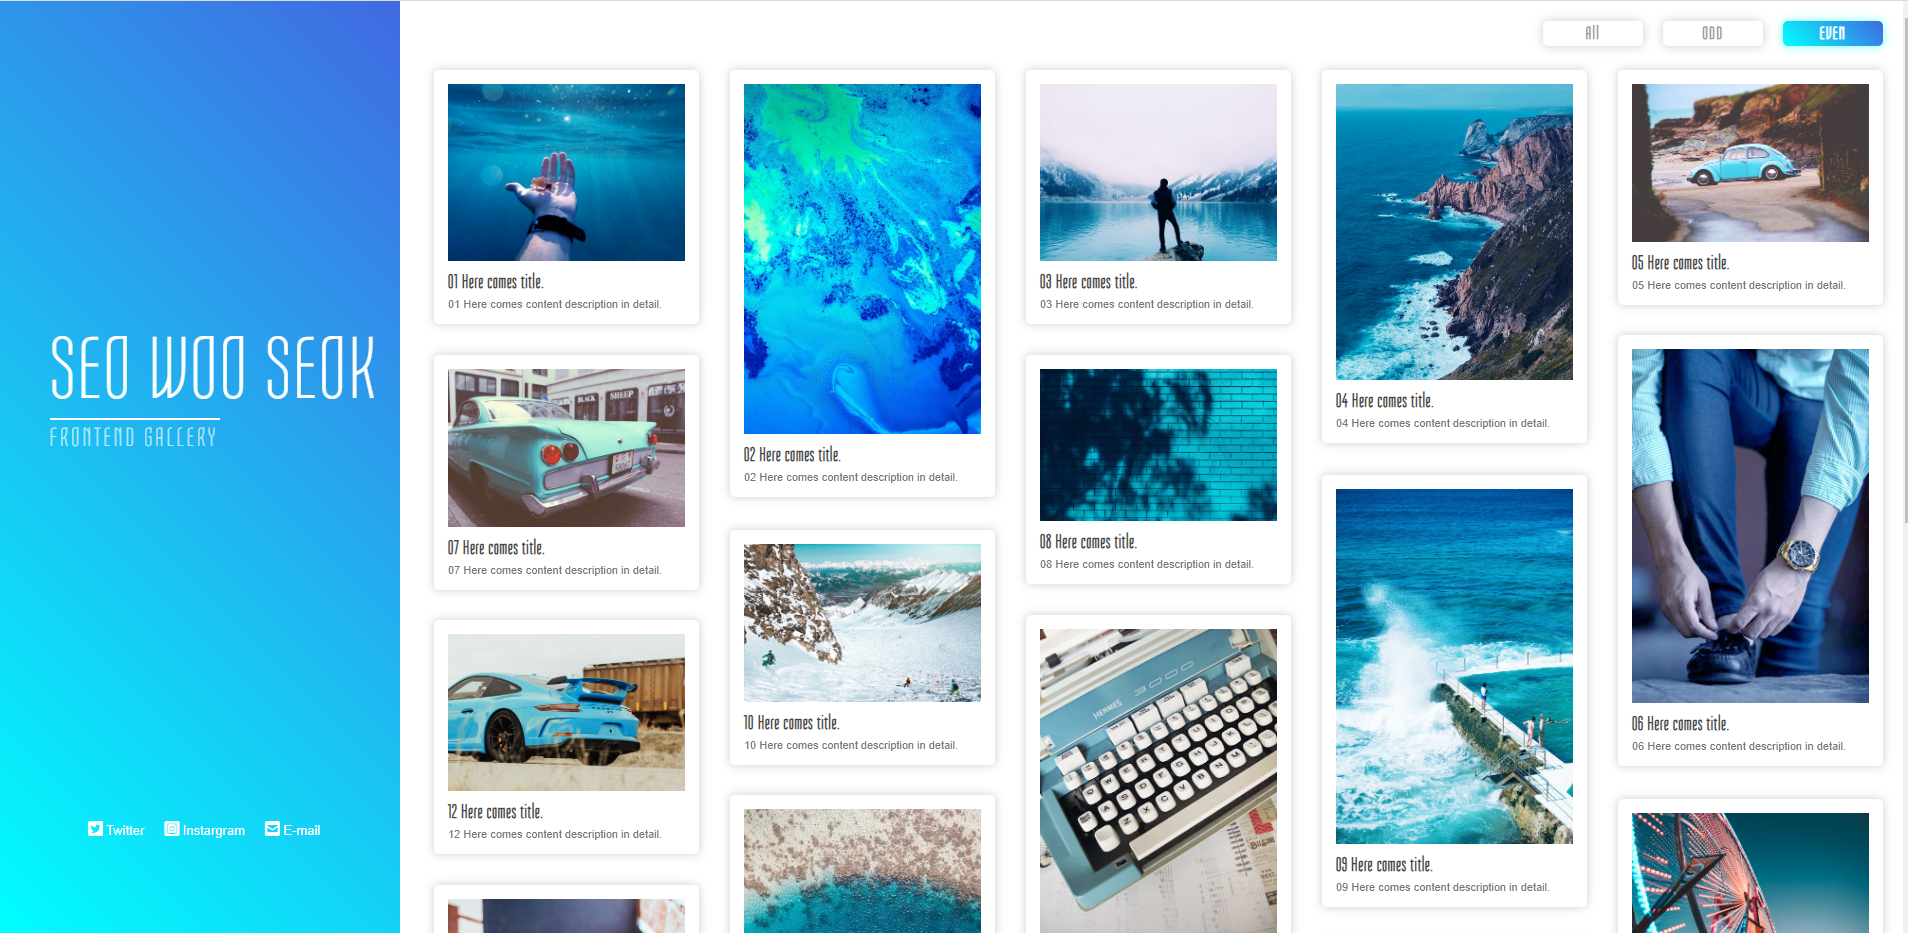 SEO WOO SEOK
FRONTEND GALLERY
Twitter
Instargram
E-mail
All
ODD
EVEN
01 Here comes title.
01 Here comes content description in detail.
02 Here comes title.
02 Here comes content description in detail.
03 Here comes title.
03 Here comes content description in detail.
04 Here comes title.
04 Here comes content description in detail.
05 Here comes title.
05 Here comes content description in detail.
BLACK SHEEP
07 Here comes title.
07 Here comes content description in detail.
08 Here comes title.
08 Here comes content description in detail.
06 Here comes title.
06 Here comes content description in detail.
10 Here comes title.
10 Here comes content description in detail.
HERMES 3000
09 Here comes title.
09 Here comes content description in detail.
12 Here comes title.
12 Here comes content description in detail.